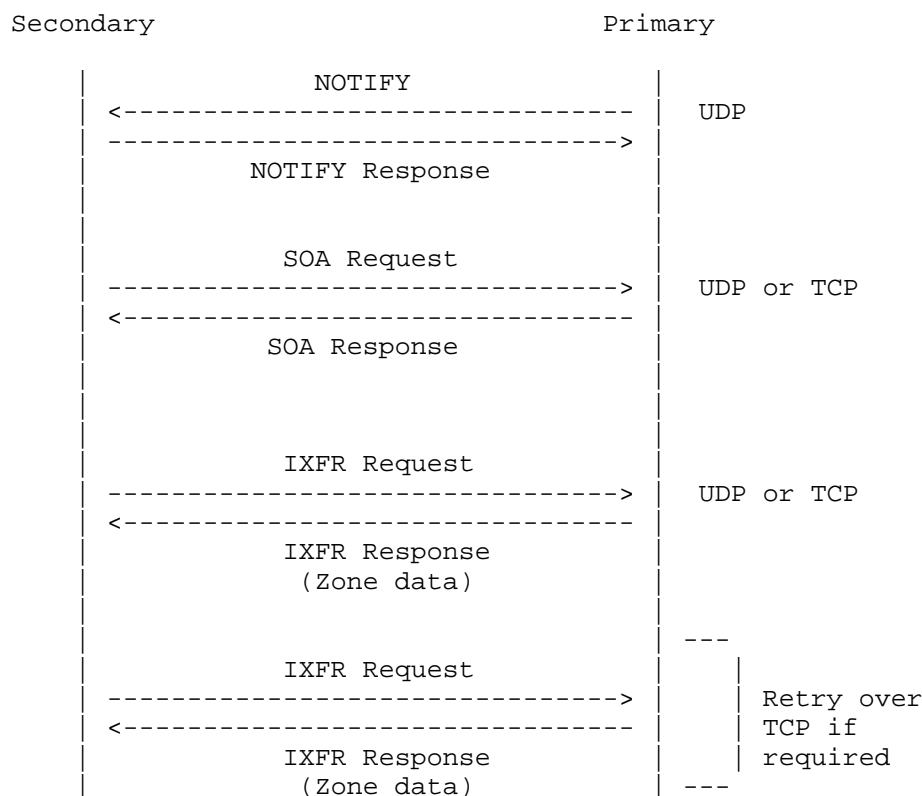 Secondary Primary
NOTIFY
<-------------------------------- UDP
-------------------------------->
NOTIFY Response
SOA Request
--------------------------------> UDP or TCP
<--------------------------------
SOA Response
IXFR Request
--------------------------------> UDP or TCP
<--------------------------------
IXFR Response
(Zone data)
---
IXFR Request
--------------------------------> Retry over
<-------------------------------- TCP if
IXFR Response required
(Zone data) ---